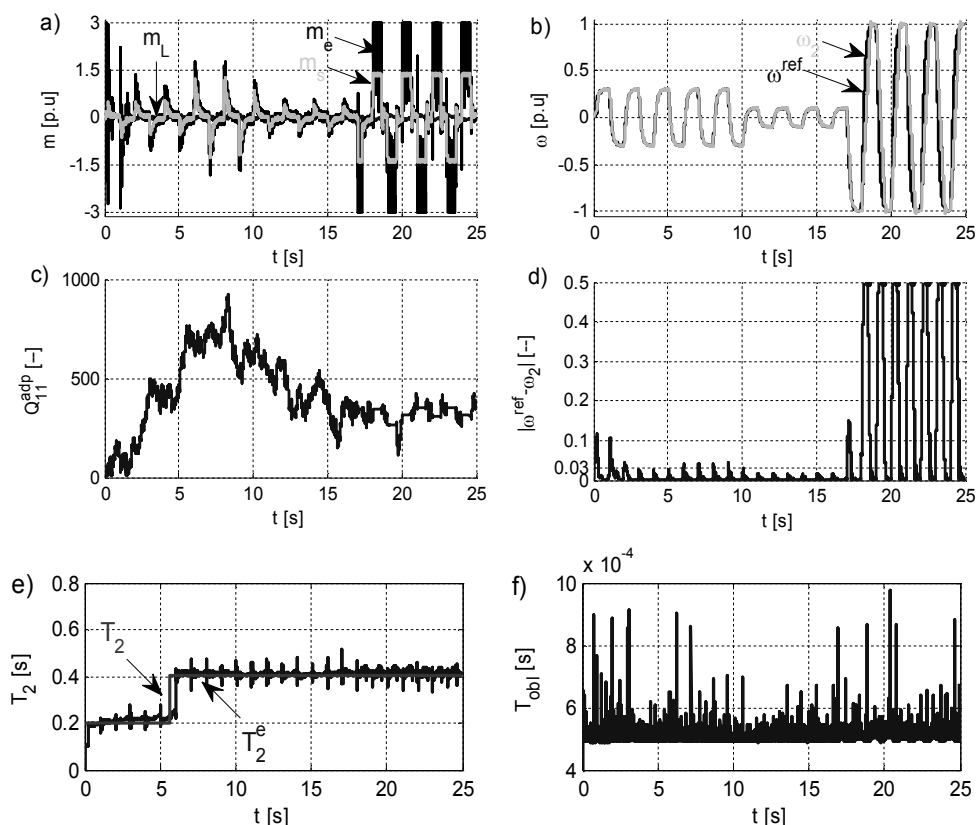 a)
m [p.u]
3
1.5
0
-1.5
-3
m_L
m_e
m_s
0 5 10 15 20 25
t [s]
b)
ω [p.u]
1
0.5
0
-0.5
-1
ω_2
ω^ref
0 5 10 15 20 25
t [s]
c)
Q_11^adp [–]
1000
500
0
0 5 10 15 20 25
t [s]
d)
|ω^ref-ω_2| [--]
0.5
0.4
0.3
0.2
0.1
0.03
0
0 5 10 15 20 25
t [s]
e)
T_2 [s]
0.8
0.6
0.4
0.2
0
T_2
T_2^e
0 5 10 15 20 25
t [s]
f)
x 10^-4
T_obl [s]
10
8
6
4
0 5 10 15 20 25
t [s]